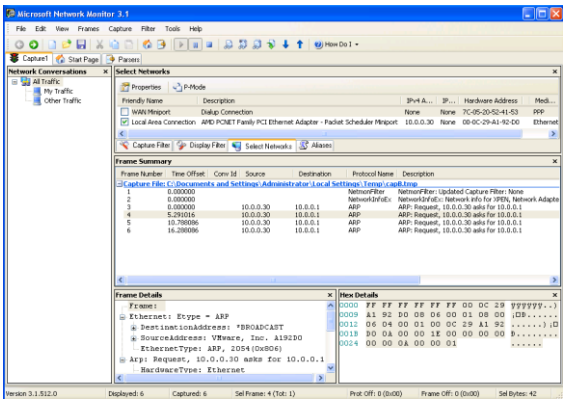 Microsoft Network Monitor 3.1
File Edit View Frames Capture Filter Tools Help
How Do I
Capture1 Start Page Parsers
Network Conversations
All Traffic
My Traffic
Other Traffic
Select Networks
Properties P-Mode
Friendly Name Description IPv4 A... IP... Hardware Address Medi...
WAN Miniport Dialup Connection None None 7C-05-20-52-41-53 PPP
Local Area Connection AMD PCNET Family PCI Ethernet Adapter - Packet Scheduler Miniport 10.0.0.30 None 00-0C-29-A1-92-D0 Ethernet
Capture Filter Display Filter Select Networks Aliases
Frame Summary
Frame Number Time Offset Conv Id Source Destination Protocol Name Description
Capture File: C:\Documents and Settings\Administrator\Local Settings\Temp\cap8.tmp
1 0.000000 NetmonFilter NetmonFilter: Updated Capture Filter: None
2 0.000000 NetworkInfoEx NetworkInfoEx: Network info for XPEN, Network Adapte
3 0.000000 10.0.0.30 10.0.0.1 ARP ARP: Request, 10.0.0.30 asks for 10.0.0.1
4 5.291016 10.0.0.30 10.0.0.1 ARP ARP: Request, 10.0.0.30 asks for 10.0.0.1
5 10.788086 10.0.0.30 10.0.0.1 ARP ARP: Request, 10.0.0.30 asks for 10.0.0.1
6 16.288086 10.0.0.30 10.0.0.1 ARP ARP: Request, 10.0.0.30 asks for 10.0.0.1
Frame Details
Frame:
Ethernet: Etype = ARP
DestinationAddress: *BROADCAST
SourceAddress: VMware, Inc. A192D0
EthernetType: ARP, 2054(0x806)
Arp: Request, 10.0.0.30 asks for 10.0.0.1
HardwareType: Ethernet
Hex Details
0000 FF FF FF FF FF FF 00 0C 29 ÿÿÿÿÿÿ..)
0009 A1 92 D0 08 06 00 01 08 00
0012 06 04 00 01 00 0C 29 A1 92
001B D0 0A 00 00 1E 00 00 00 00
0024 00 00 0A 00 00 01 ......
Version 3.1.512.0 Displayed: 6 Captured: 6 Sel Frame: 4 (Tot: 1) Prot Off: 0 (0x00) Frame Off: 0 (0x00) Sel Bytes: 42